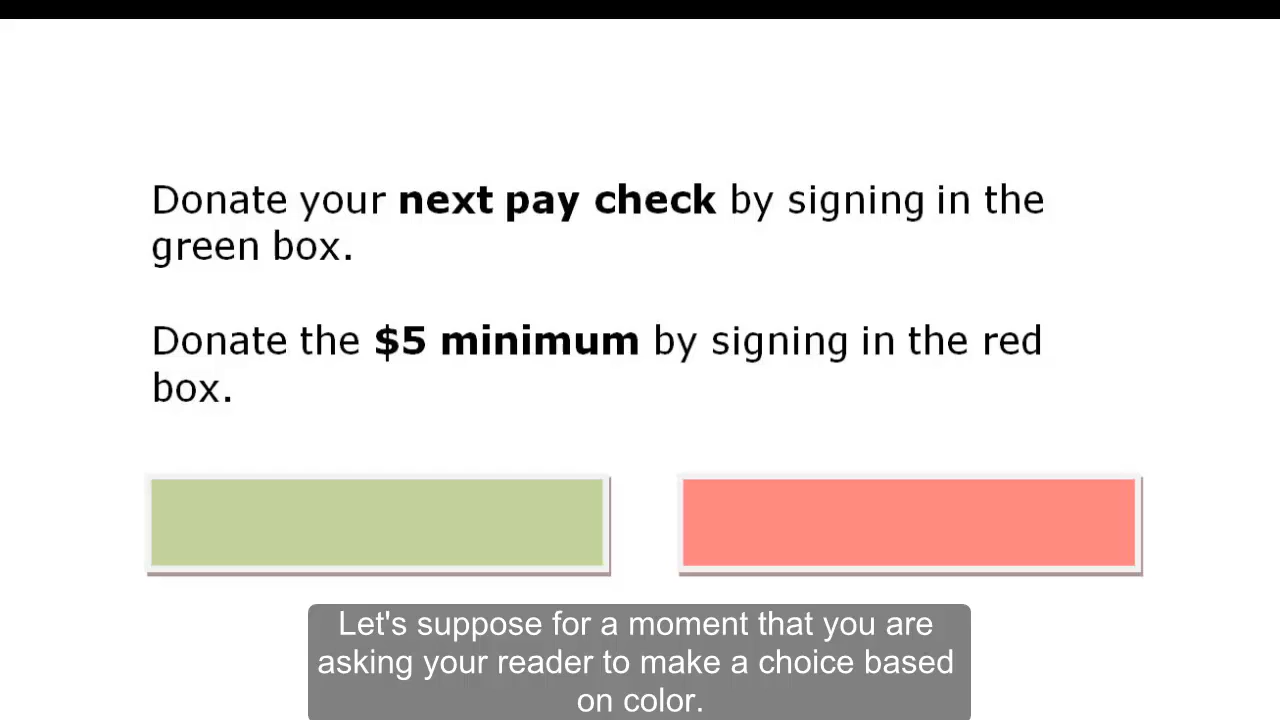 Donate your next pay check by signing in the
green box.
Donate the $5 minimum by signing in the red
box.
Let's suppose for a moment that you are
asking your reader to make a choice based
on color.